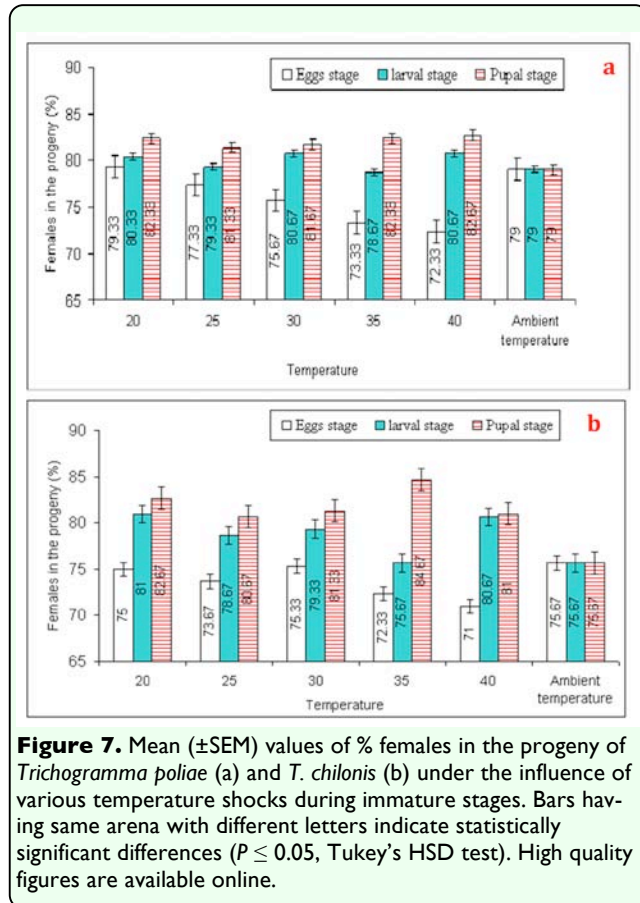 a
Eggs stage larval stage Pupal stage
Females in the progeny (%)
90
85
80
75
70
65
79.33 80.33 82.33 77.33 79.33 81.33 75.67 80.67 81.67 73.33 78.67 82.33 72.33 80.67 82.67 79 79 79
20 25 30 35 40 Ambient
temperature
Temperature
b
Eggs stage larval stage Pupal stage
Females in the progeny (%)
90
85
80
75
70
65
75 81 82.67 73.67 78.67 80.67 75.33 79.33 81.33 72.33 75.67 84.67 71 80.67 81 75.67 75.67 75.67
20 25 30 35 40 Ambient
Temperature temperature
Figure 7. Mean (±SEM) values of % females in the progeny of
Trichogramma poliae (a) and T. chilonis (b) under the influence of
various temperature shocks during immature stages. Bars hav-
ing same arena with different letters indicate statistically
significant differences (P ≤ 0.05, Tukey's HSD test). High quality
figures are available online.